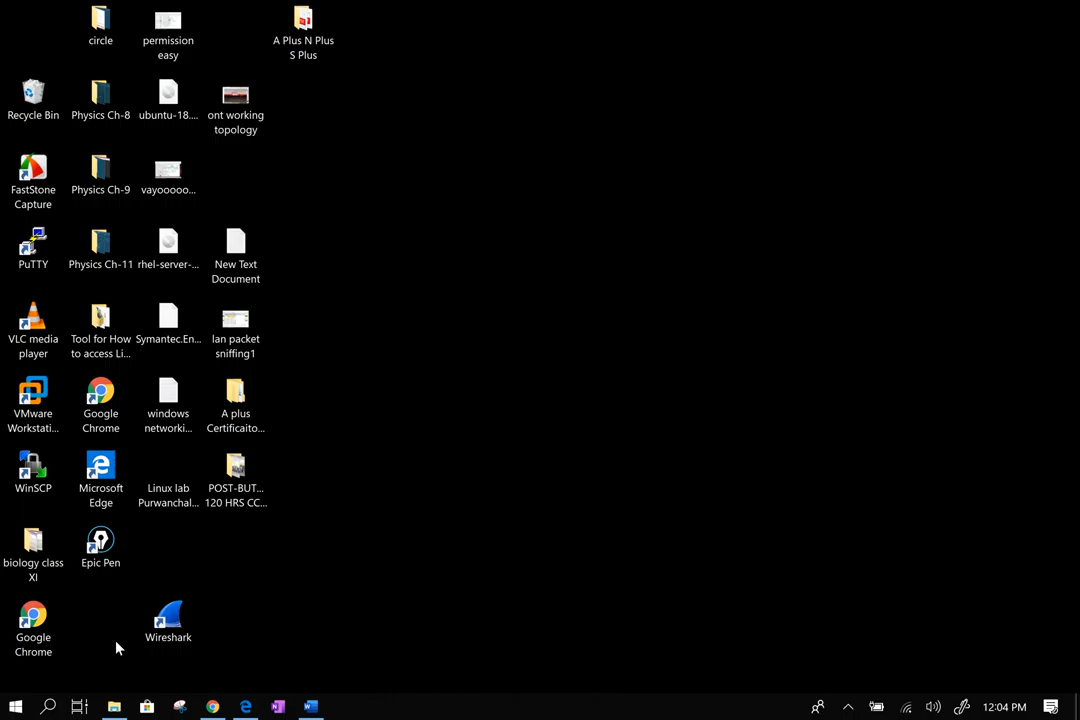 circle
permission
easy
A Plus N Plus
S Plus
Recycle Bin
Physics Ch-8
ubuntu-18....
ont working
topology
FastStone
Capture
Physics Ch-9
vayooooo...
PuTTY
Physics Ch-11
rhel-server-...
New Text
Document
VLC media
player
Tool for How
to access Li...
Symantec.En...
lan packet
sniffing1
VMware
Workstati...
Google
Chrome
windows
networki...
A plus
Certificaito...
WinSCP
Microsoft
Edge
Linux lab
Purwanchal...
POST-BUT...
120 HRS CC...
biology class
XI
Epic Pen
Google
Chrome
Wireshark
12:04 PM